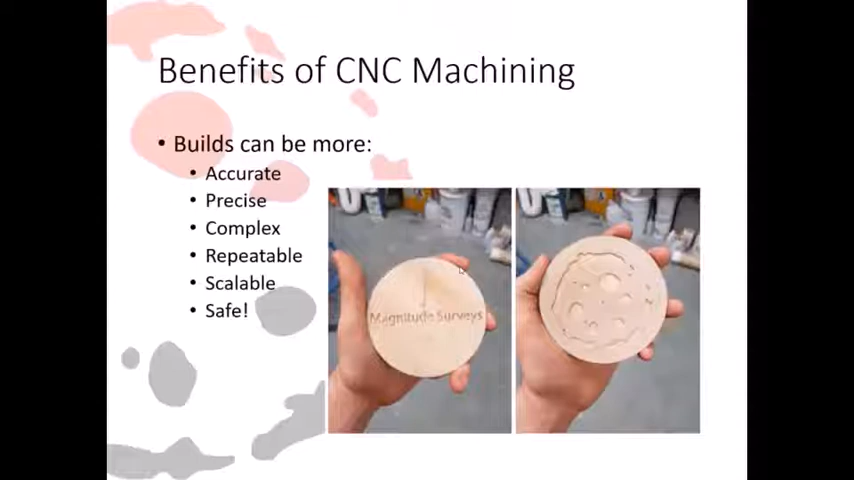 Benefits of CNC Machining
• Builds can be more:
• Accurate
• Precise
• Complex
• Repeatable
• Scalable
• Safe!
Magnitude Surveys